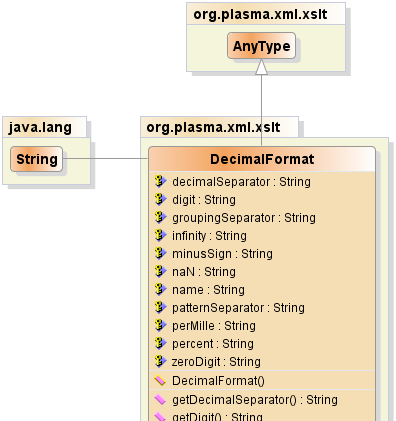 org.plasma.xml.xslt
AnyType
java.lang
String
org.plasma.xml.xslt
DecimalFormat
decimalSeparator : String
digit : String
groupingSeparator : String
infinity : String
minusSign : String
naN : String
name : String
patternSeparator : String
perMille : String
percent : String
zeroDigit : String
DecimalFormat()
getDecimalSeparator() : String
getDigit() : String